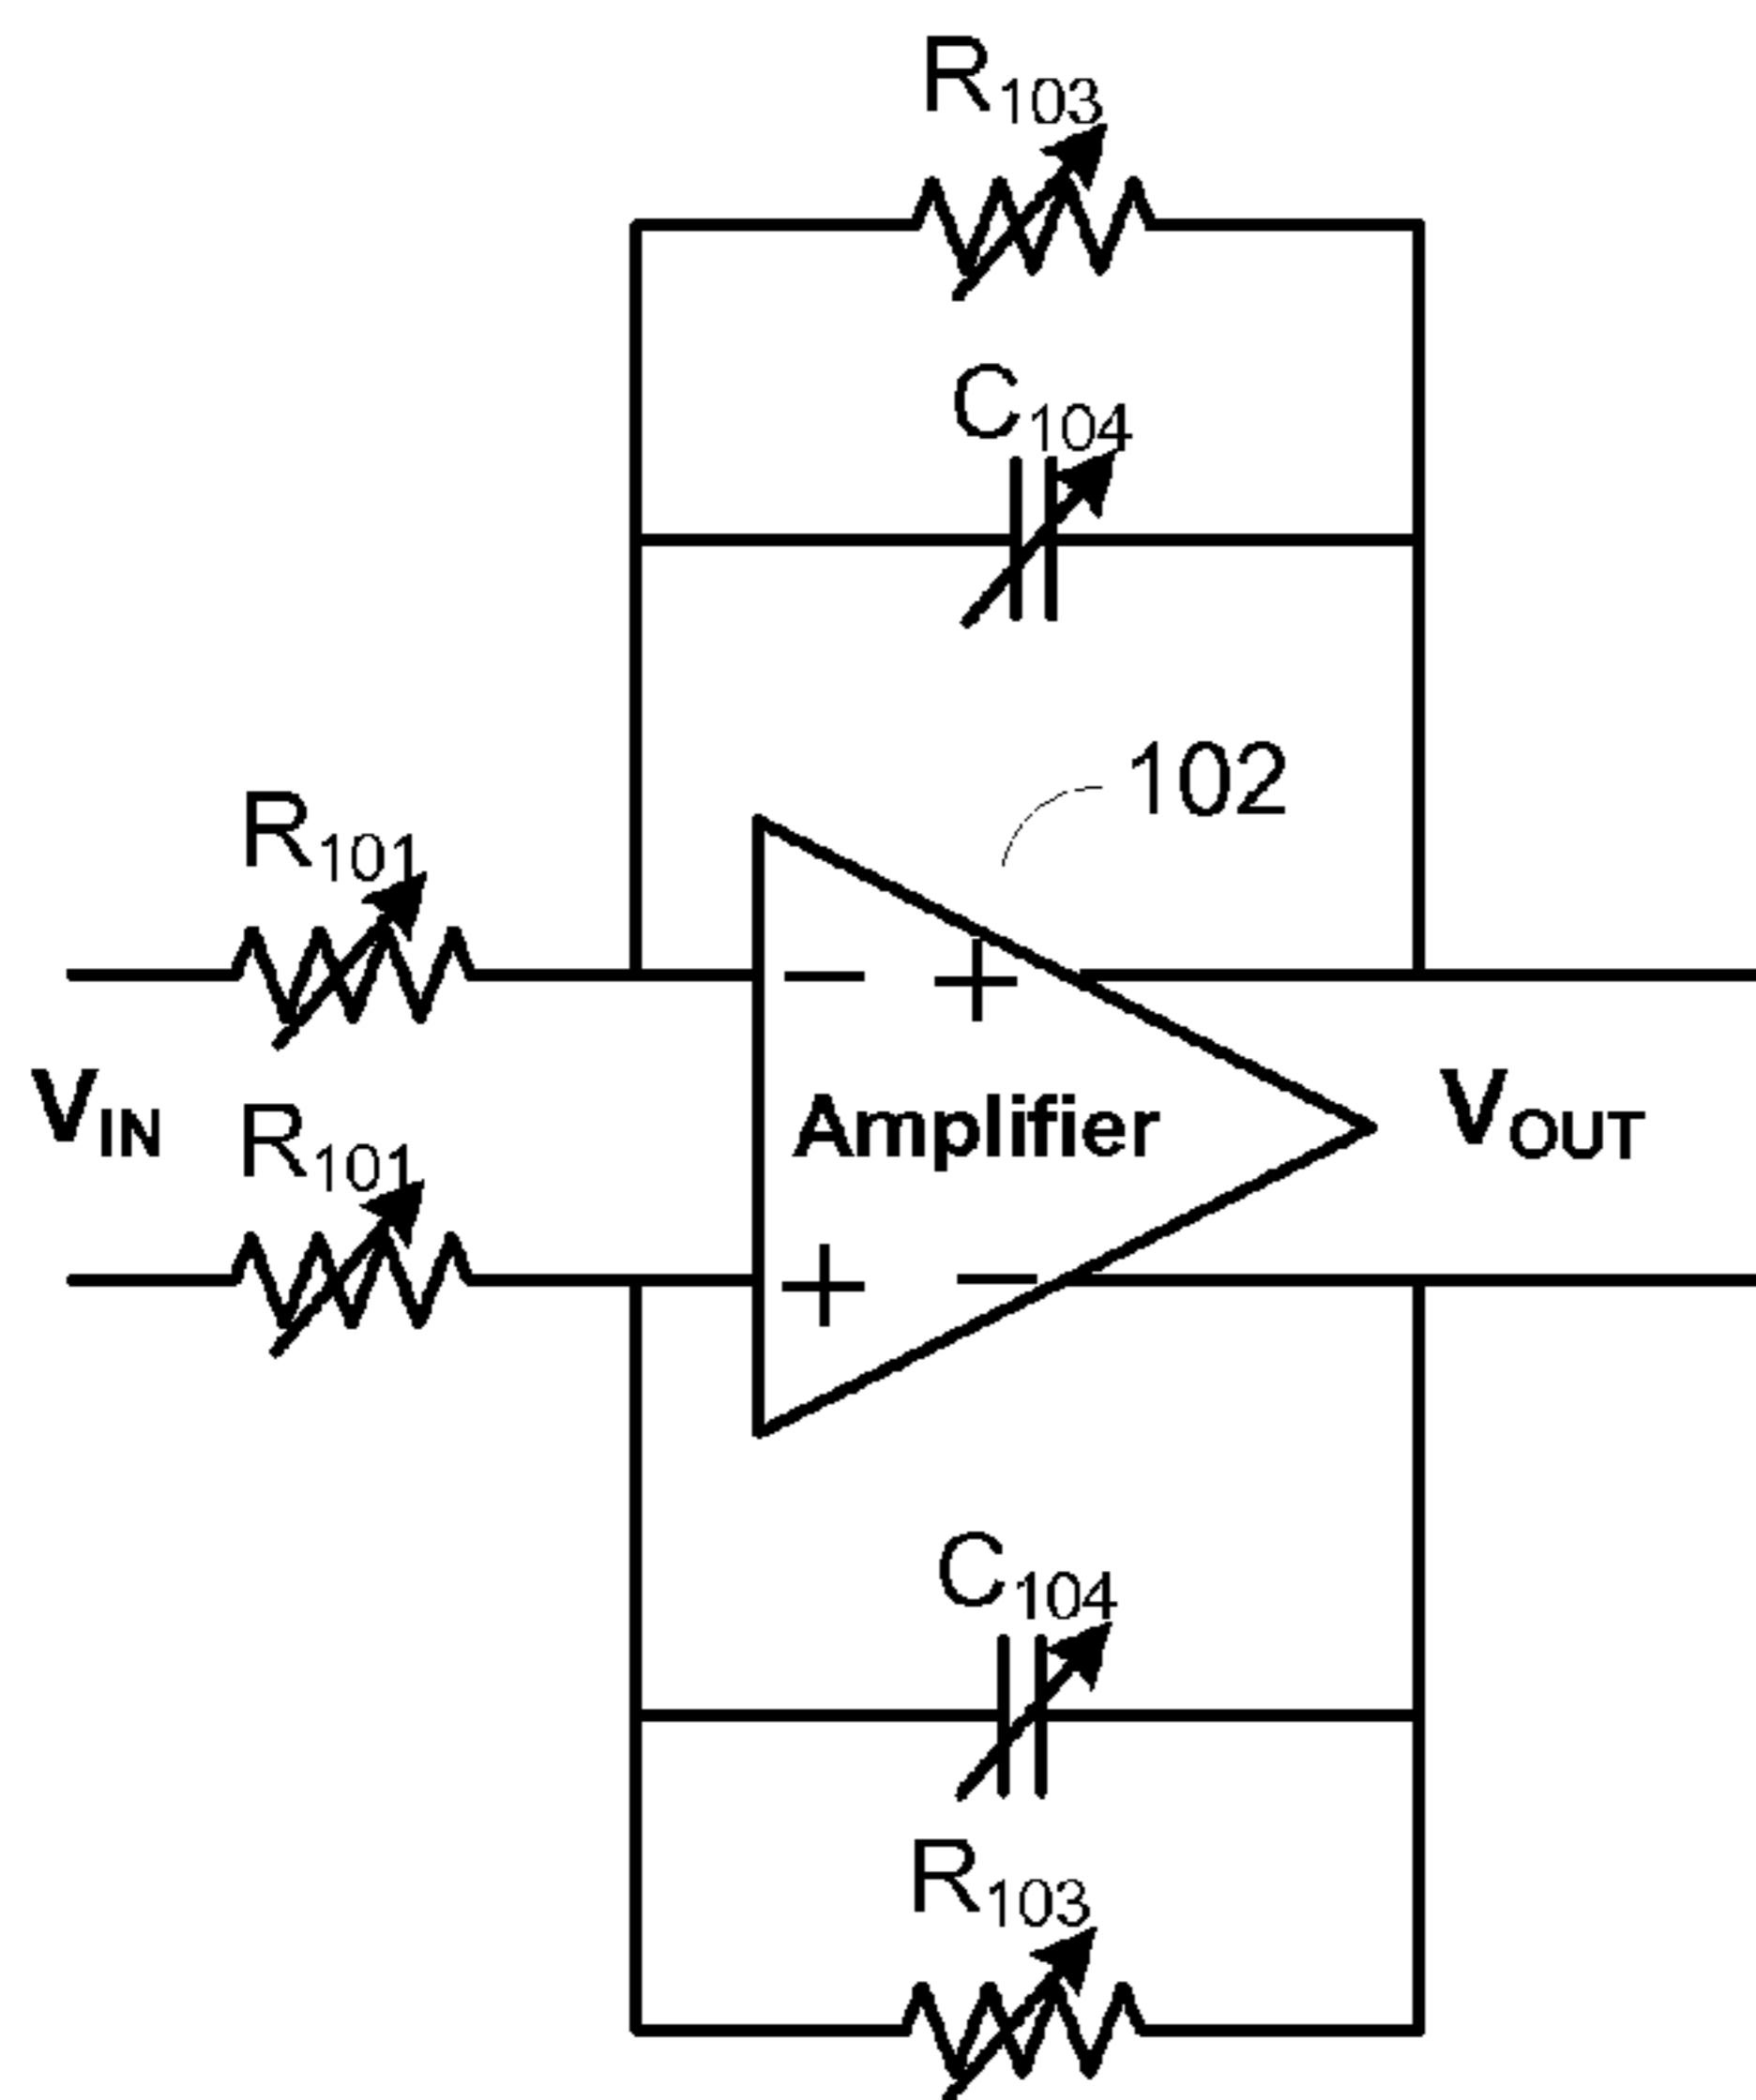 R103
C104
102
R101
− +
VIN
R101
Amplifier
VOUT
+ −
C104
R103